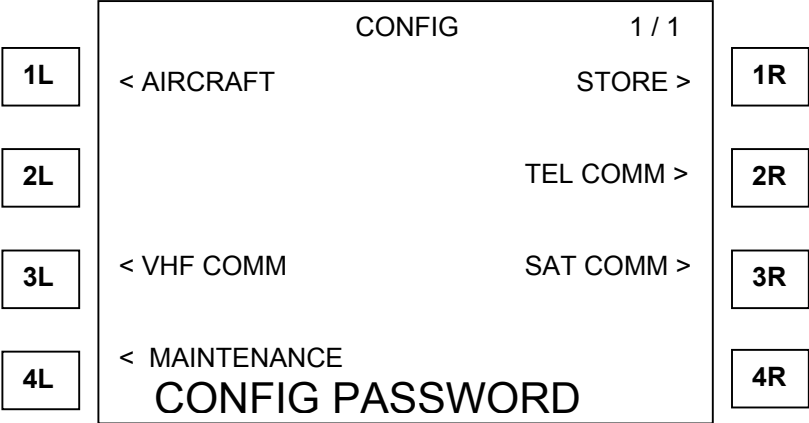 CONFIG 1 / 1
1L < AIRCRAFT STORE > 1R
2L TEL COMM > 2R
3L < VHF COMM SAT COMM > 3R
< MAINTENANCE
4L 4R
CONFIG PASSWORD